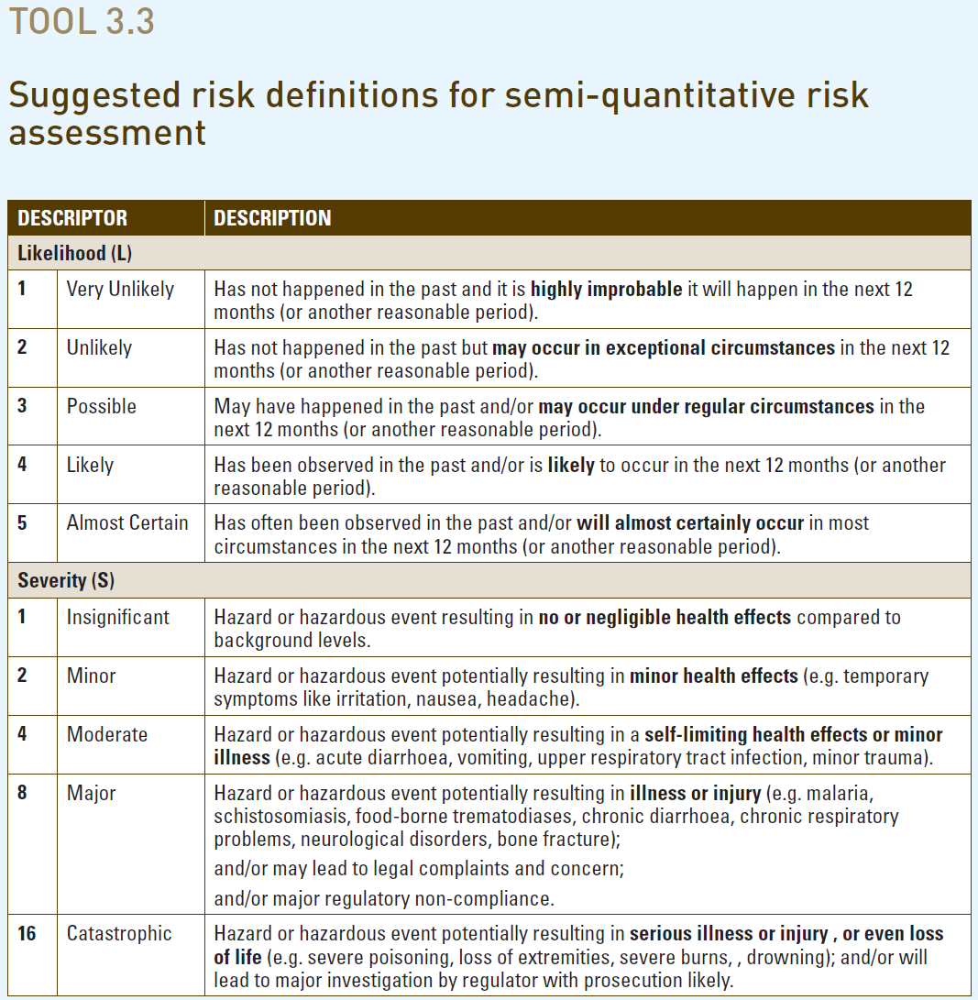 TOOL 3.3
Suggested risk definitions for semi-quantitative risk
assessment
DESCRIPTOR DESCRIPTION
Likelihood (L)
1 Very Unlikely Has not happened in the past and it is highly improbable it will happen in the next 12
months (or another reasonable period).
2 Unlikely Has not happened in the past but may occur in exceptional circumstances in the next 12
months (or another reasonable period).
3 Possible May have happened in the past and/or may occur under regular circumstances in the
next 12 months (or another reasonable period).
4 Likely Has been observed in the past and/or is likely to occur in the next 12 months (or another
reasonable period).
5 Almost Certain Has often been observed in the past and/or will almost certainly occur in most
circumstances in the next 12 months (or another reasonable period).
Severity (S)
1 Insignificant Hazard or hazardous event resulting in no or negligible health effects compared to
background levels.
2 Minor Hazard or hazardous event potentially resulting in minor health effects (e.g. temporary
symptoms like irritation, nausea, headache).
4 Moderate Hazard or hazardous event potentially resulting in a self-limiting health effects or minor
illness (e.g. acute diarrhoea, vomiting, upper respiratory tract infection, minor trauma).
8 Major Hazard or hazardous event potentially resulting in illness or injury (e.g. malaria,
schistosomiasis, food-borne trematodiases, chronic diarrhoea, chronic respiratory
problems, neurological disorders, bone fracture);
and/or may lead to legal complaints and concern;
and/or major regulatory non-compliance.
16 Catastrophic Hazard or hazardous event potentially resulting in serious illness or injury , or even loss
of life (e.g. severe poisoning, loss of extremities, severe burns, , drowning); and/or will
lead to major investigation by regulator with prosecution likely.